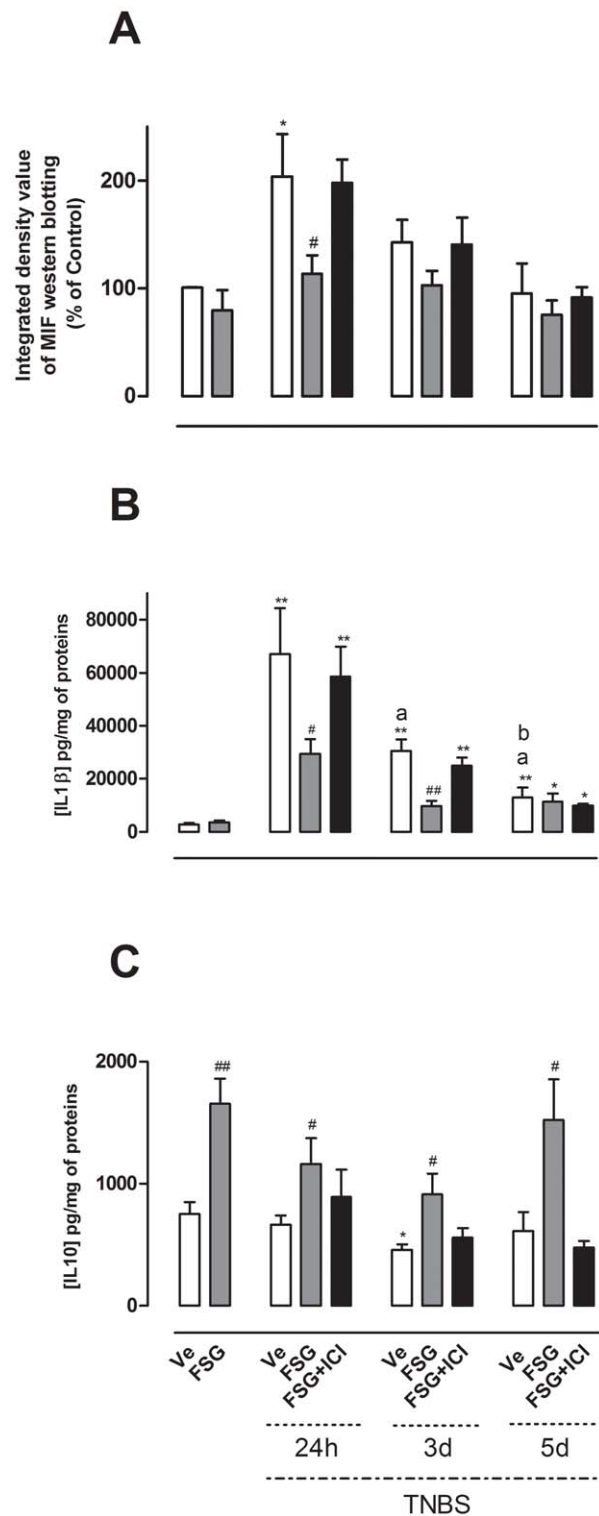 A
Integrated density value
of MIF western blotting
(% of Control)
200
100
0
*
#
B
[IL1β] pg/mg of proteins
80000
60000
40000
20000
0
**
#
**
a
**
##
**
b
a
**
*
*
C
[IL10] pg/mg of proteins
2000
1000
0
##
#
*
#
#
Ve FSG Ve FSG FSG+ICI Ve FSG FSG+ICI Ve FSG FSG+ICI
24h 3d 5d
TNBS